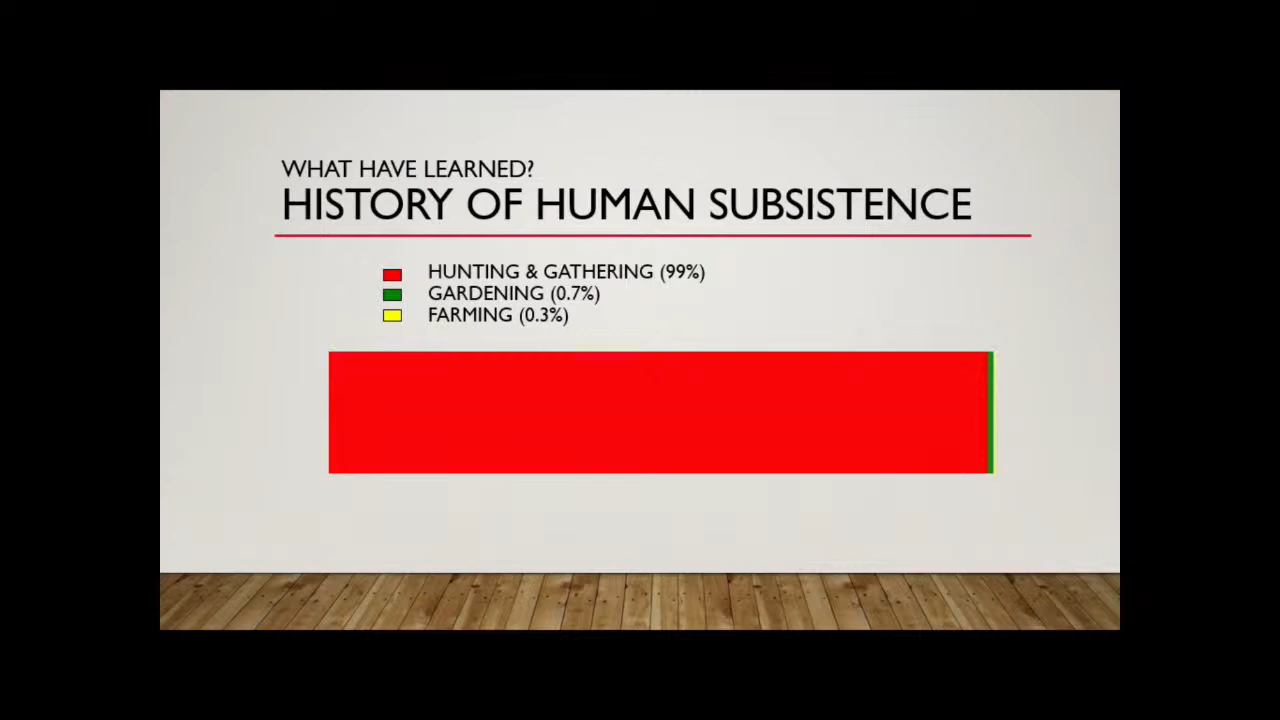 WHAT HAVE LEARNED?
HISTORY OF HUMAN SUBSISTENCE
HUNTING & GATHERING (99%)
GARDENING (0.7%)
FARMING (0.3%)